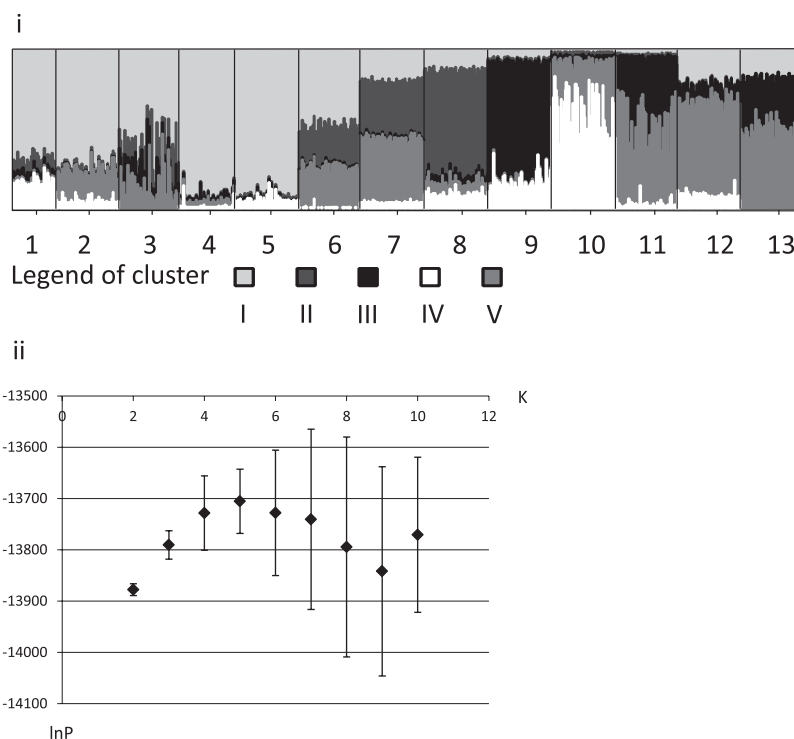 i
1 2 3 4 5 6 7 8 9 10 11 12 13
Legend of cluster
I II III IV V
ii
-13500
0 2 4 6 8 10 12 K
-13600
-13700
-13800
-13900
-14000
-14100
lnP